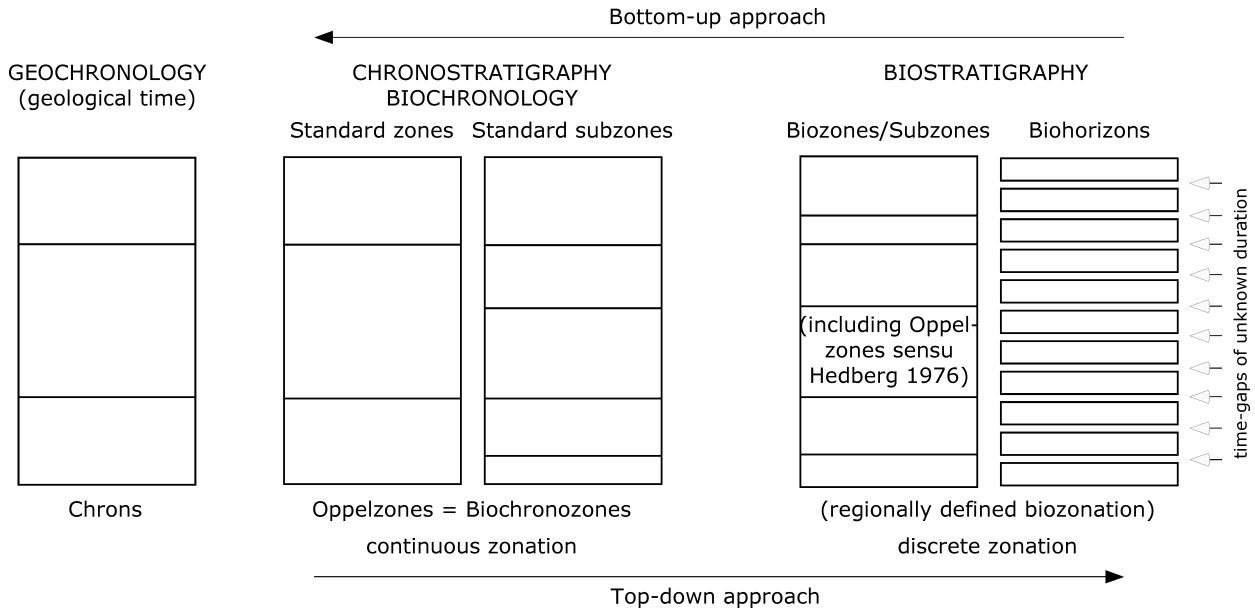 Bottom-up approach
GEOCHRONOLOGY
(geological time)
CHRONOSTRATIGRAPHY
BIOCHRONOLOGY
BIOSTRATIGRAPHY
Standard zones
Standard subzones
Biozones/Subzones
Biohorizons
(including Oppel-
zones sensu
Hedberg 1976)
time-gaps of unknown duration
Chrons
Oppelzones = Biochronozones
(regionally defined biozonation)
continuous zonation
discrete zonation
Top-down approach